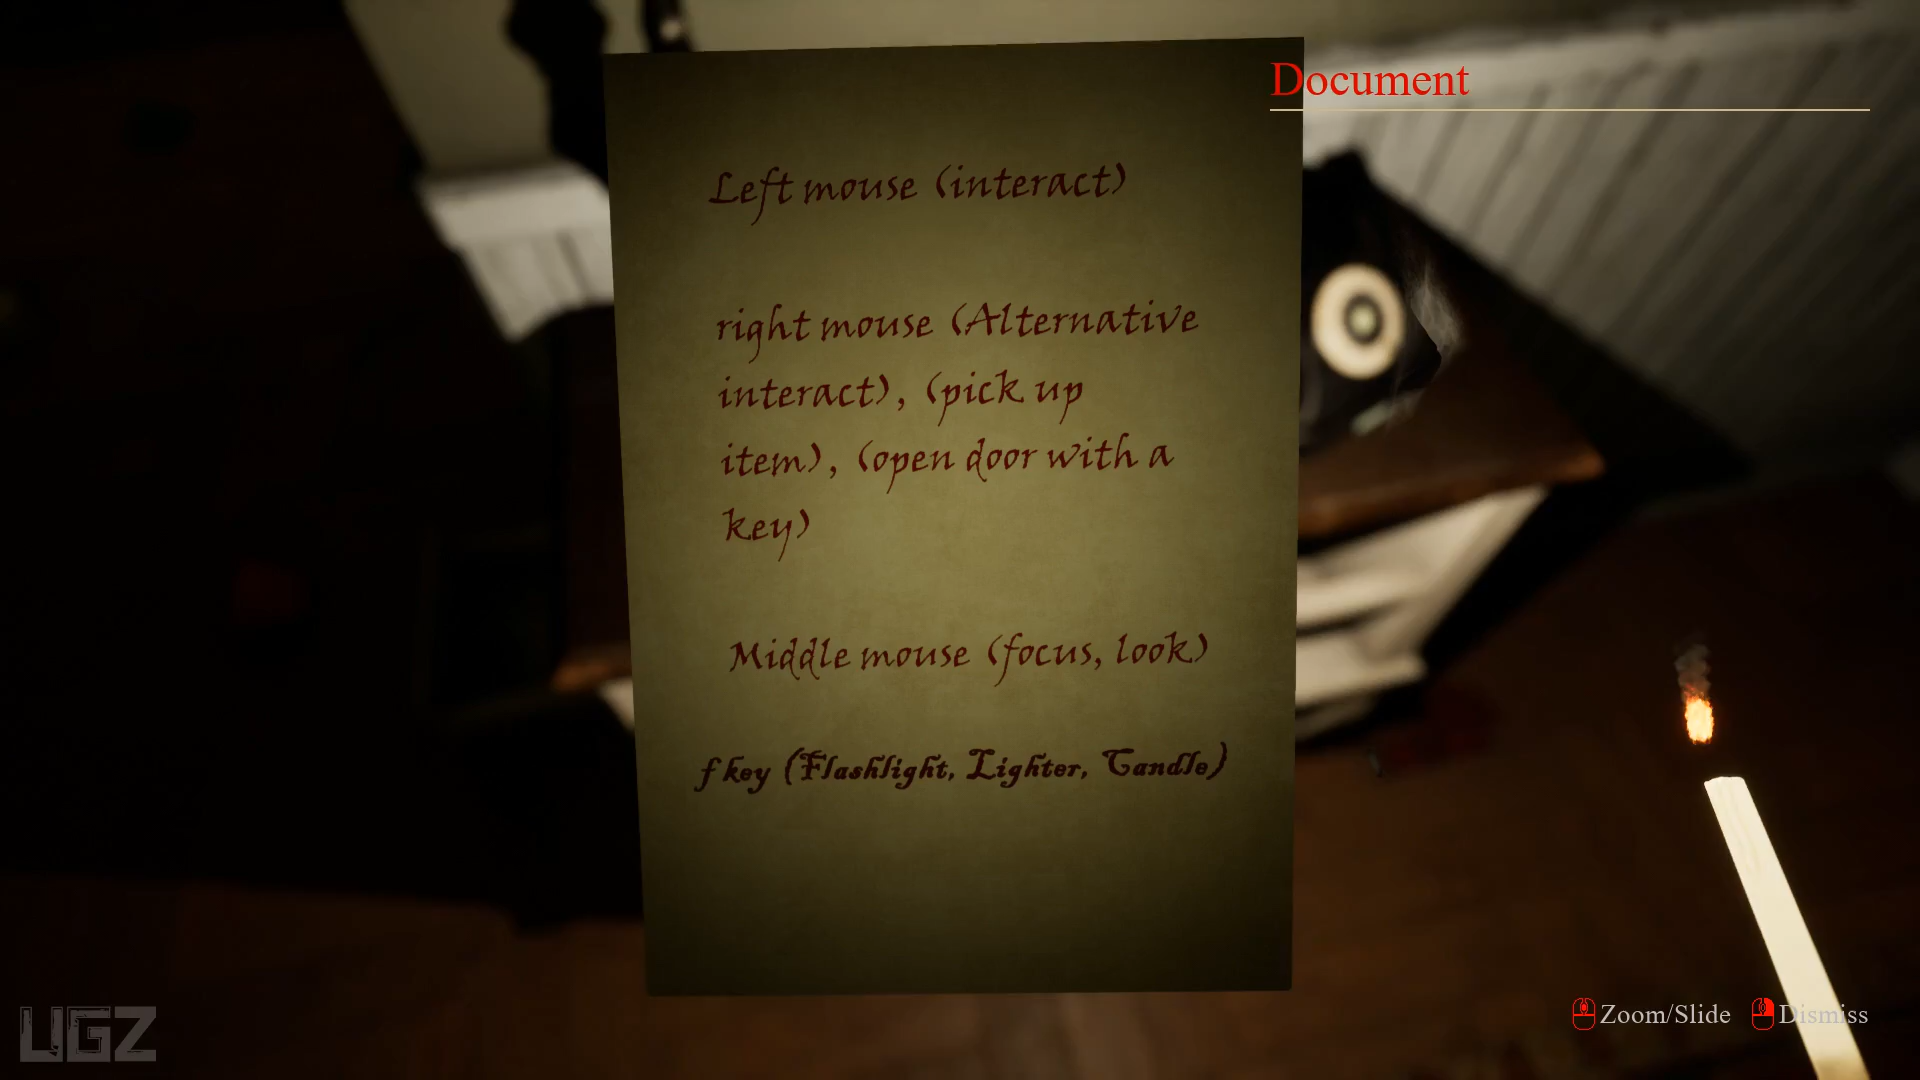 Document
Left mouse (interact)
right mouse (Alternative
interact), (pick up
item), (open door with a
key)
Middle mouse (focus, look)
f key (Flashlight, Lighter, Candle)
Zoom/Slide Dismiss
UGZ